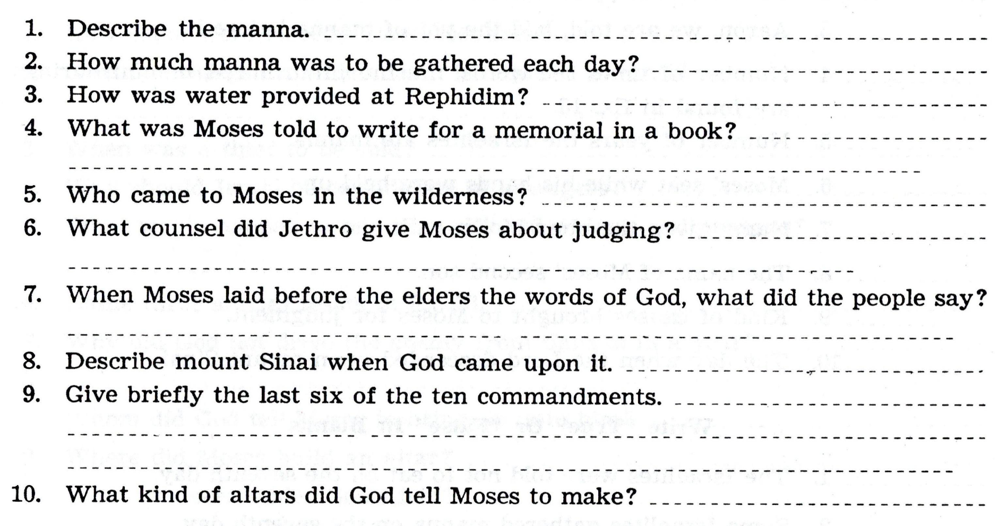 1. Describe the manna.
2. How much manna was to be gathered each day?
3. How was water provided at Rephidim?
4. What was Moses told to write for a memorial in a book?
5. Who came to Moses in the wilderness?
6. What counsel did Jethro give Moses about judging?
7. When Moses laid before the elders the words of God, what did the people say?
8. Describe mount Sinai when God came upon it.
9. Give briefly the last six of the ten commandments.
10. What kind of altars did God tell Moses to make?